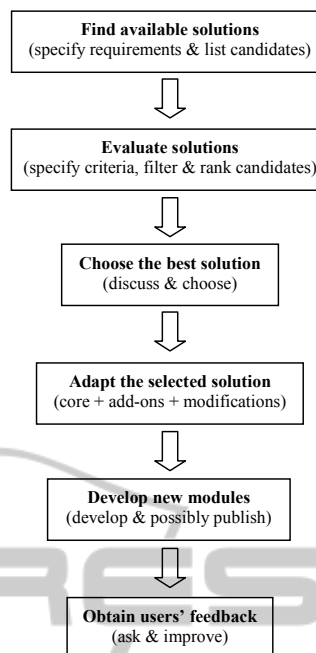 Find available solutions
(specify requirements & list candidates)
Evaluate solutions
(specify criteria, filter & rank candidates)
Choose the best solution
(discuss & choose)
Adapt the selected solution
(core + add-ons + modifications)
Develop new modules
(develop & possibly publish)
Obtain users’ feedback
(ask & improve)